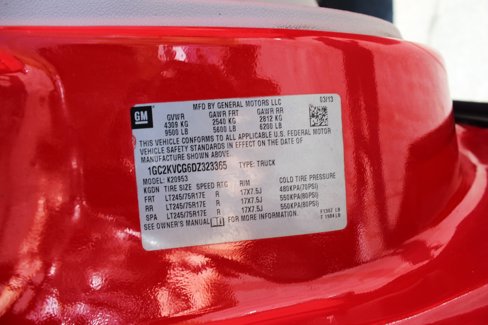 GM
MFD BY GENERAL MOTORS LLC 03/13
GVWR GAWR FRT GAWR RR
4309 KG 2540 KG 2812 KG
9500 LB 5600 LB 6200 LB
THIS VEHICLE CONFORMS TO ALL APPLICABLE U.S. FEDERAL MOTOR
VEHICLE SAFETY STANDARDS IN EFFECT ON THE DATE OF
MANUFACTURE SHOWN ABOVE.
1GC2KVCG6DZ323365 TYPE: TRUCK
MODEL: K20953
KGDN TIRE SIZE SPEED RTG RIM COLD TIRE PRESSURE
FRT LT245/75R17E R 17X7.5J 480KPA(70PSI)
RR LT245/75R17E R 17X7.5J 550KPA(80PSI)
SPA LT245/75R17E R 17X7.5J 550KPA(80PSI)
SEE OWNER'S MANUAL FOR MORE INFORMATION.